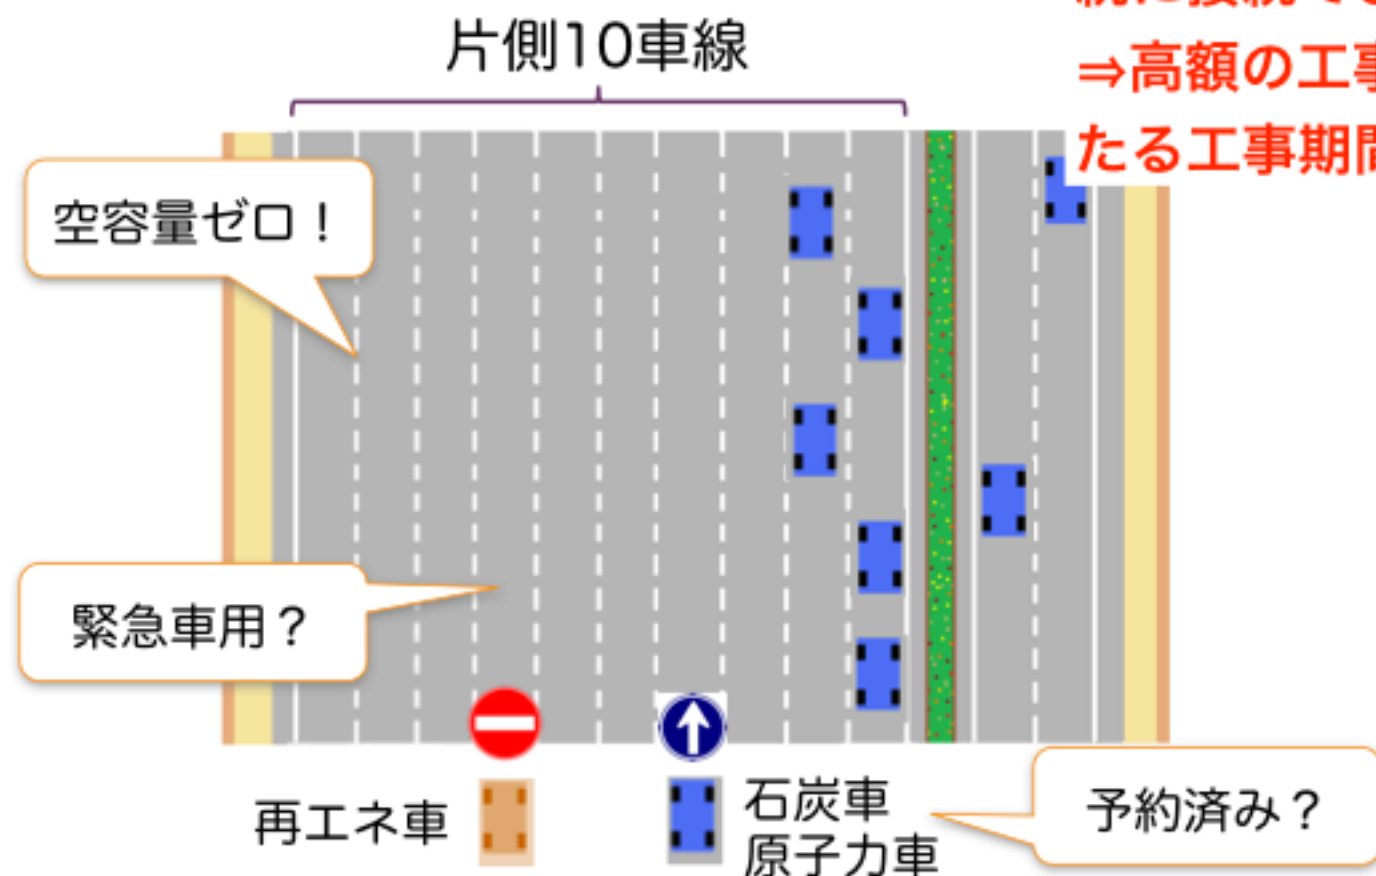 片側10車線
⇒高額の工
たる工事期
空容量ゼロ！
緊急車用？
再エネ車
石炭車
原子力車
予約済み？